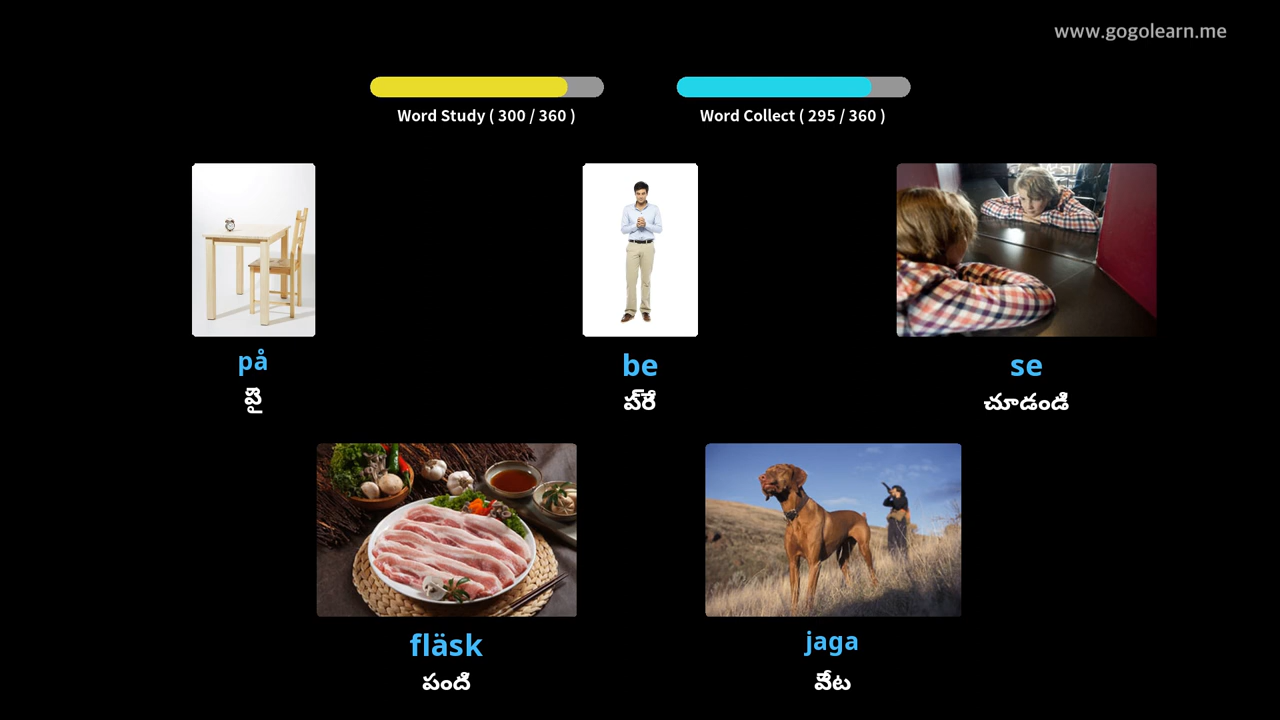 www.gogolearn.me
Word Study ( 300 / 360 )
Word Collect ( 295 / 360 )
på
be
se
పై
ప్రే
చూడండి
fläsk
jaga
పంది
వేట